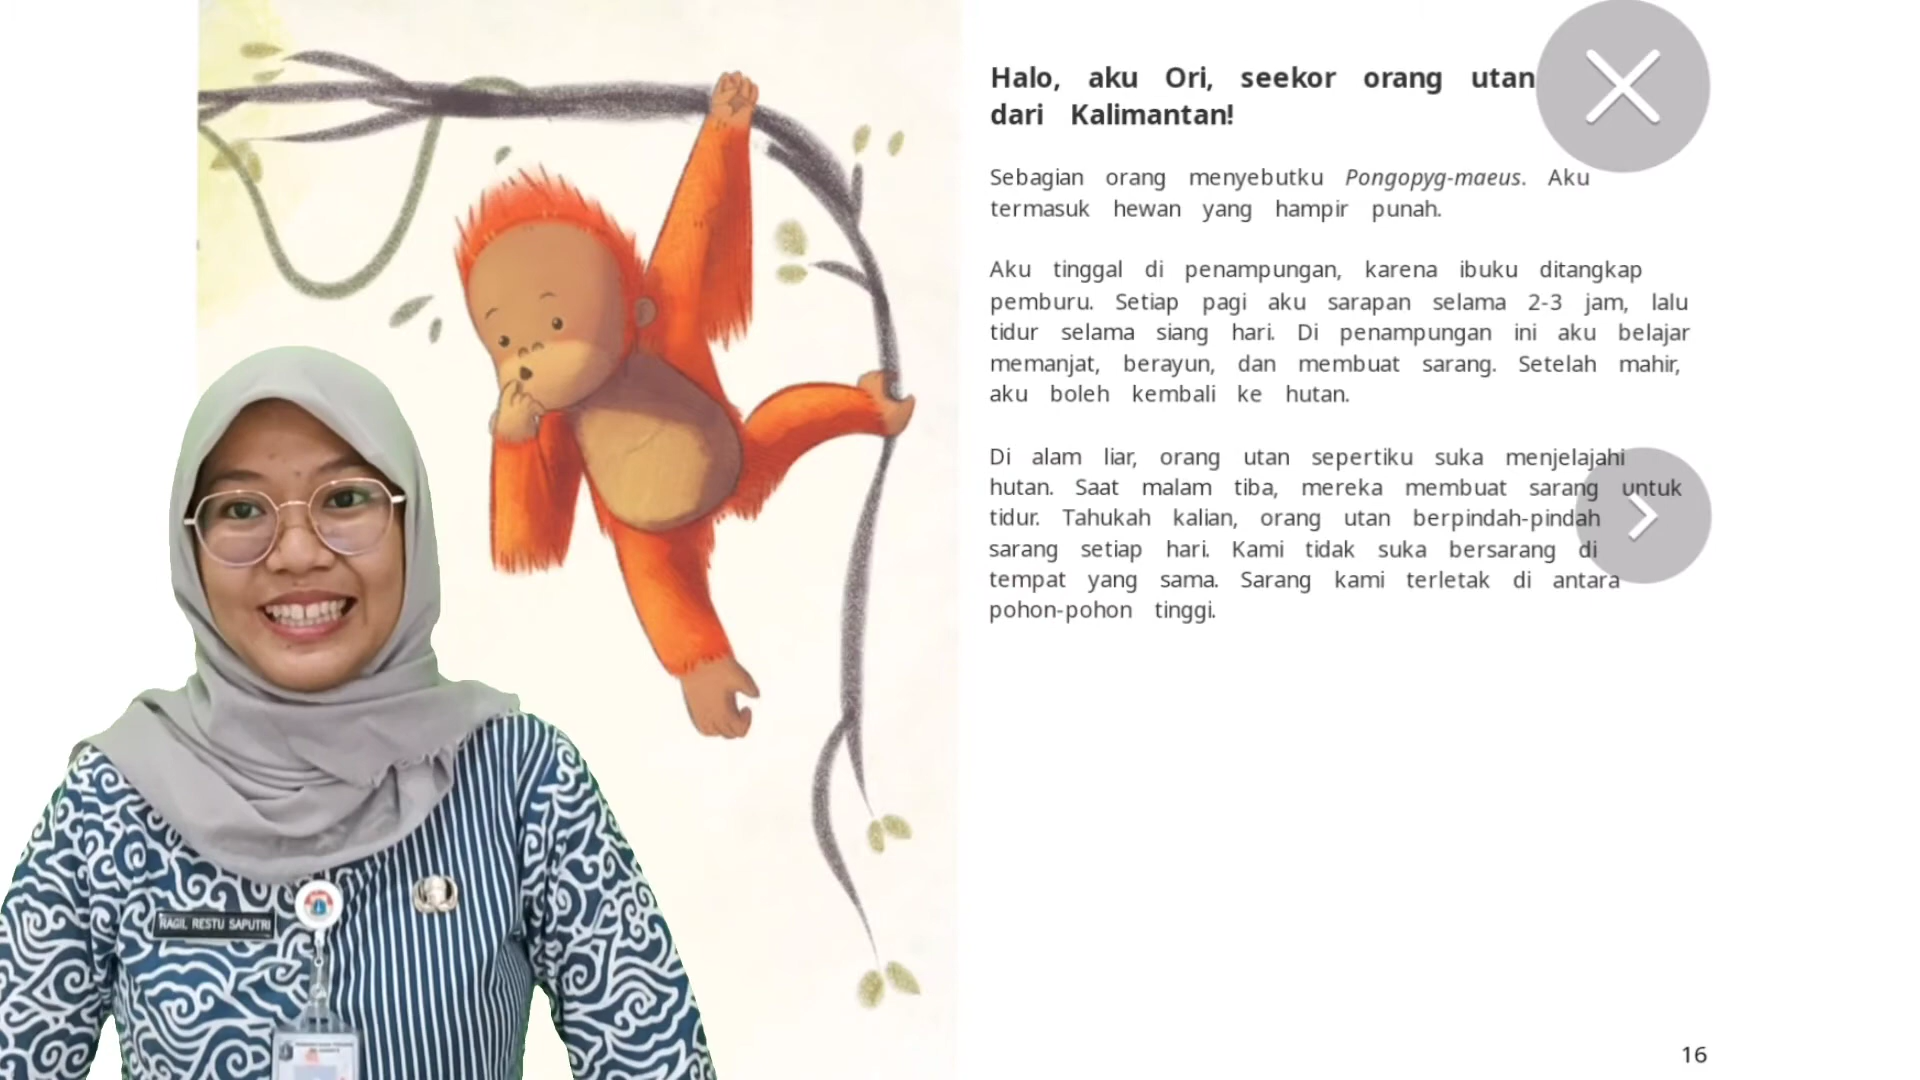 Halo, aku Ori, seekor orang utan
dari Kalimantan!
Sebagian orang menyebutku Pongopyg-maeus. Aku
termasuk hewan yang hampir punah.
Aku tinggal di penampungan, karena ibuku ditangkap
pemburu. Setiap pagi aku sarapan selama 2-3 jam, lalu
tidur selama siang hari. Di penampungan ini aku belajar
memanjat, berayun, dan membuat sarang. Setelah mahir,
aku boleh kembali ke hutan.
Di alam liar, orang utan sepertiku suka menjelajahi
hutan. Saat malam tiba, mereka membuat sarang untuk
tidur. Tahukah kalian, orang utan berpindah-pindah
sarang setiap hari. Kami tidak suka bersarang di
tempat yang sama. Sarang kami terletak di antara
pohon-pohon tinggi.
RAGIL RESTU SAPUTRI
16